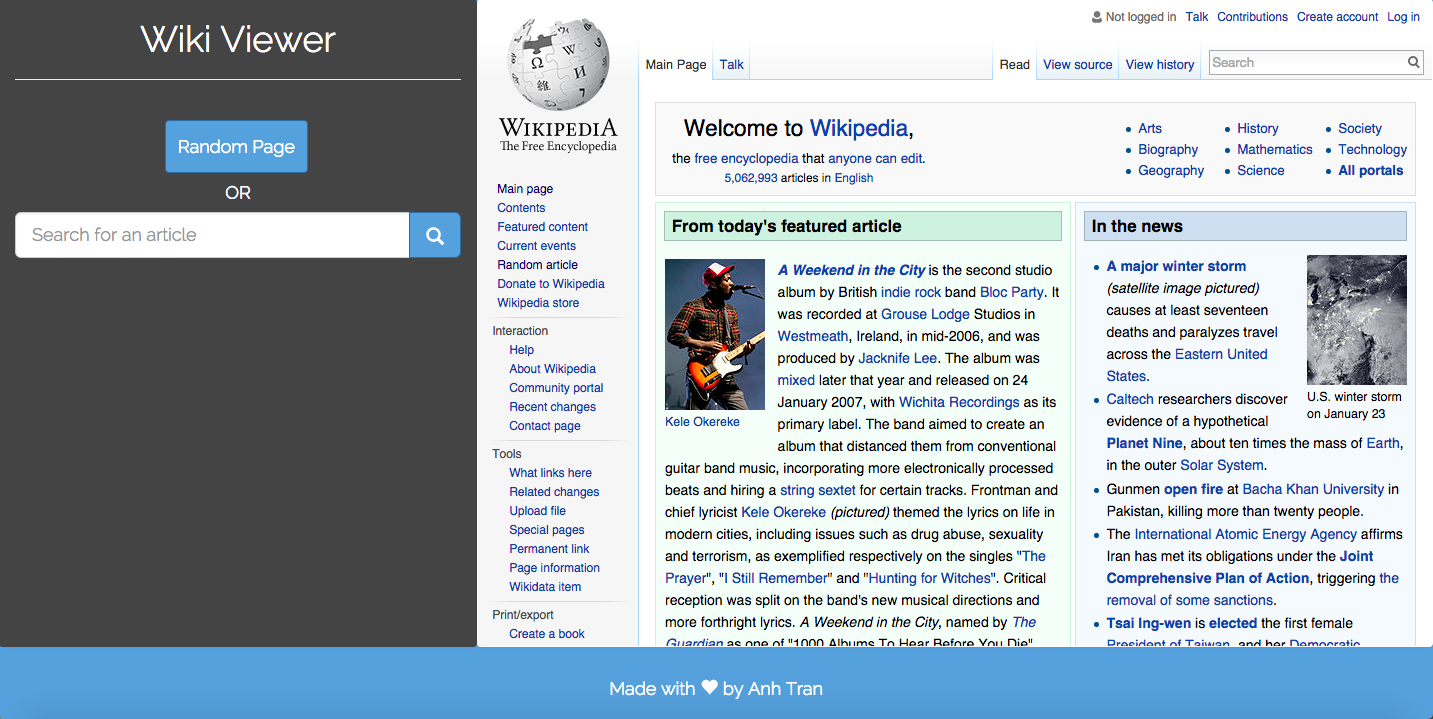 Wiki Viewer
Random Page
OR
Search for an article
WIKIPEDIA
The Free Encyclopedia
Main page
Contents
Featured content
Current events
Random article
Donate to Wikipedia
Wikipedia store
Interaction
Help
About Wikipedia
Community portal
Recent changes
Contact page
Tools
What links here
Related changes
Upload file
Special pages
Permanent link
Page information
Wikidata item
Print/export
Create a book
Not logged in Talk Contributions Create account Log in
Main Page Talk Read View source View history Search
Welcome to Wikipedia,
the free encyclopedia that anyone can edit.
5,062,993 articles in English
• Arts
• Biography
• Geography
• History
• Mathematics
• Science
• Society
• Technology
• All portals
From today's featured article
Kele Okereke
A Weekend in the City is the second studio
album by British indie rock band Bloc Party. It
was recorded at Grouse Lodge Studios in
Westmeath, Ireland, in mid-2006, and was
produced by Jacknife Lee. The album was
mixed later that year and released on 24
January 2007, with Wichita Recordings as its
primary label. The band aimed to create an
album that distanced them from conventional
guitar band music, incorporating more electronically processed
beats and hiring a string sextet for certain tracks. Frontman and
chief lyricist Kele Okereke (pictured) themed the lyrics on life in
modern cities, including issues such as drug abuse, sexuality
and terrorism, as exemplified respectively on the singles "The
Prayer", "I Still Remember" and "Hunting for Witches". Critical
reception was split on the band's new musical directions and
more forthright lyrics. A Weekend in the City, named by The
Guardian as one of "1000 Albums To Hear Before You Die"
In the news
• A major winter storm
(satellite image pictured)
causes at least seventeen
deaths and paralyzes travel
across the Eastern United
States.
U.S. winter storm
on January 23
• Caltech researchers discover
evidence of a hypothetical
Planet Nine, about ten times the mass of Earth,
in the outer Solar System.
• Gunmen open fire at Bacha Khan University in
Pakistan, killing more than twenty people.
• The International Atomic Energy Agency affirms
Iran has met its obligations under the Joint
Comprehensive Plan of Action, triggering the
removal of some sanctions.
• Tsai Ing-wen is elected the first female
President of Taiwan, and her Democratic
Made with ♥ by Anh Tran